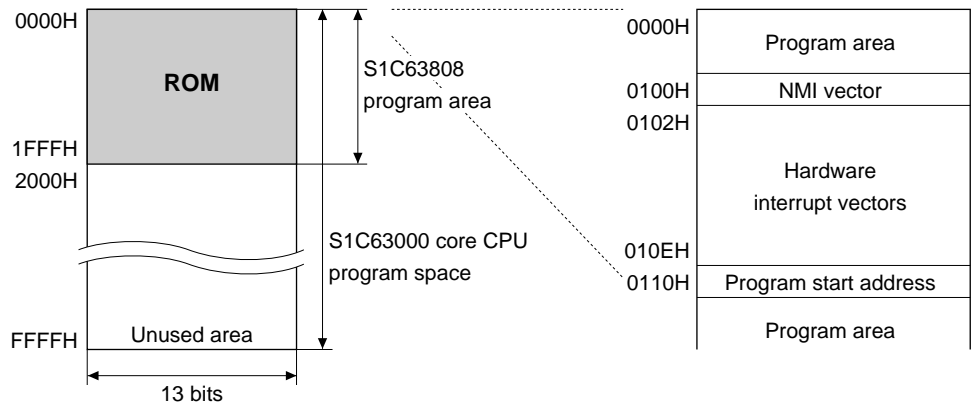 0000H
ROM
1FFFH
2000H
FFFFH
Unused area
13 bits
S1C63808
program area
S1C63000 core CPU
program space
0000H
Program area
0100H
NMI vector
0102H
Hardware
interrupt vectors
010EH
0110H
Program start address
Program area